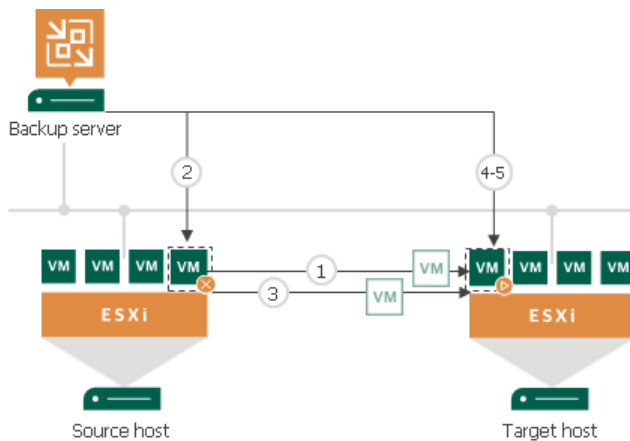 Backup server
2
4-5
VM
VM
VM
VM
1
VM
VM
VM
VM
VM
3
VM
ESXi
ESXi
Source host
Target host